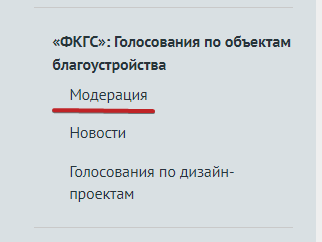 «ФКГС»: Голосования по объектам
благоустройства
Модерация
Новости
Голосования по дизайн-
проектам